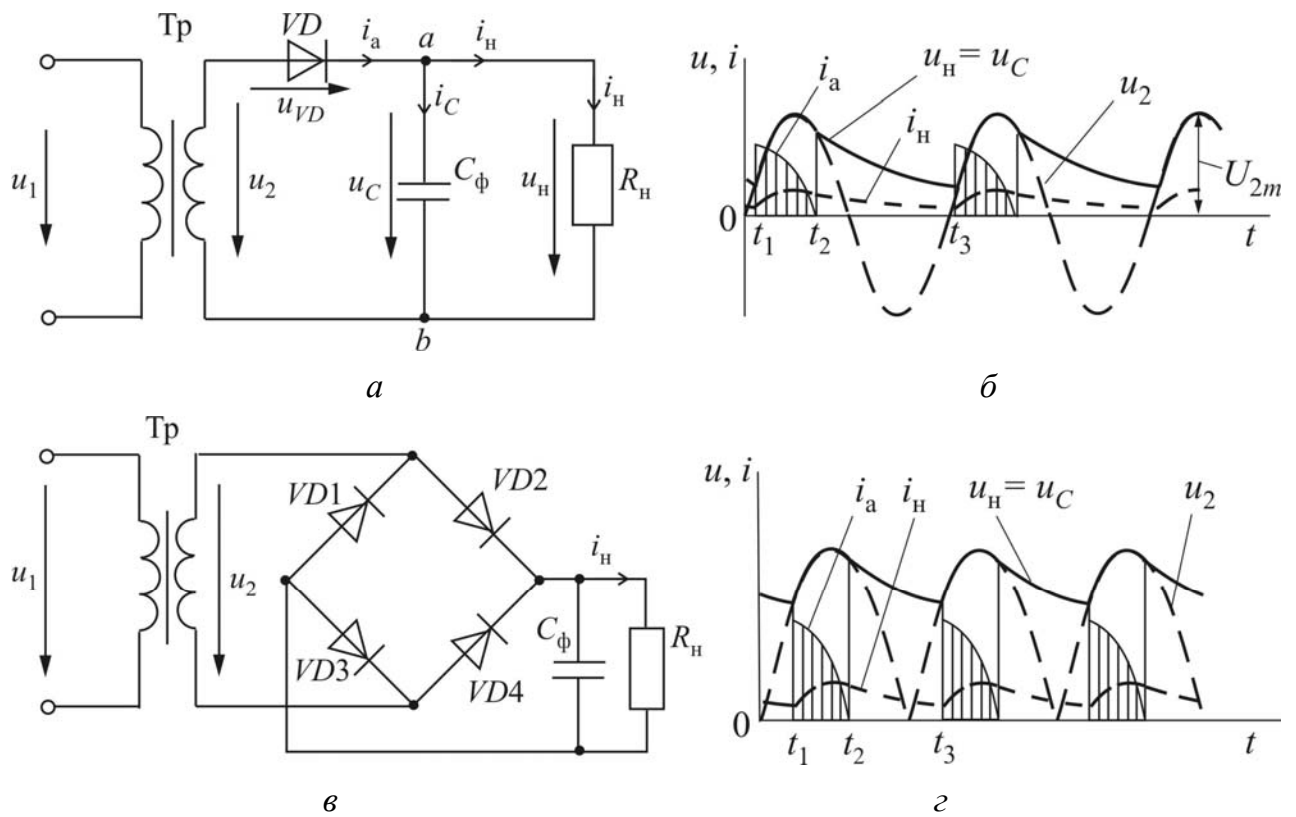 Тр
VD
iа
a
iн
uVD
iC
iн
u1
u2
uC
Cф
uн
Rн
b
а
u, i
iа
uн = uC
iн
u2
U2m
0
t1
t2
t3
t
б
Тр
VD1
VD2
iн
u1
u2
Cф
Rн
VD3
VD4
в
u, i
iа
iн
uн = uC
u2
0
t1
t2
t3
t
г